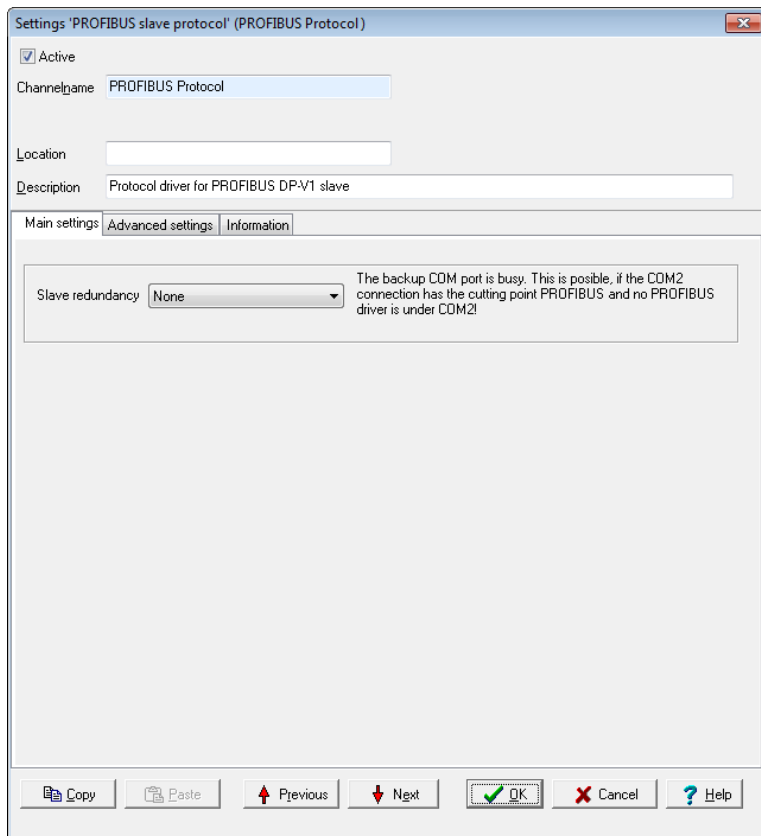 Settings 'PROFIBUS slave protocol' (PROFIBUS Protocol)
Active
Channelname PROFIBUS Protocol
Location
Description Protocol driver for PROFIBUS DP-V1 slave
Main settings Advanced settings Information
Slave redundancy None
The backup COM port is busy. This is posible, if the COM2
connection has the cutting point PROFIBUS and no PROFIBUS
driver is under COM2!
Copy Paste Previous Next OK Cancel Help